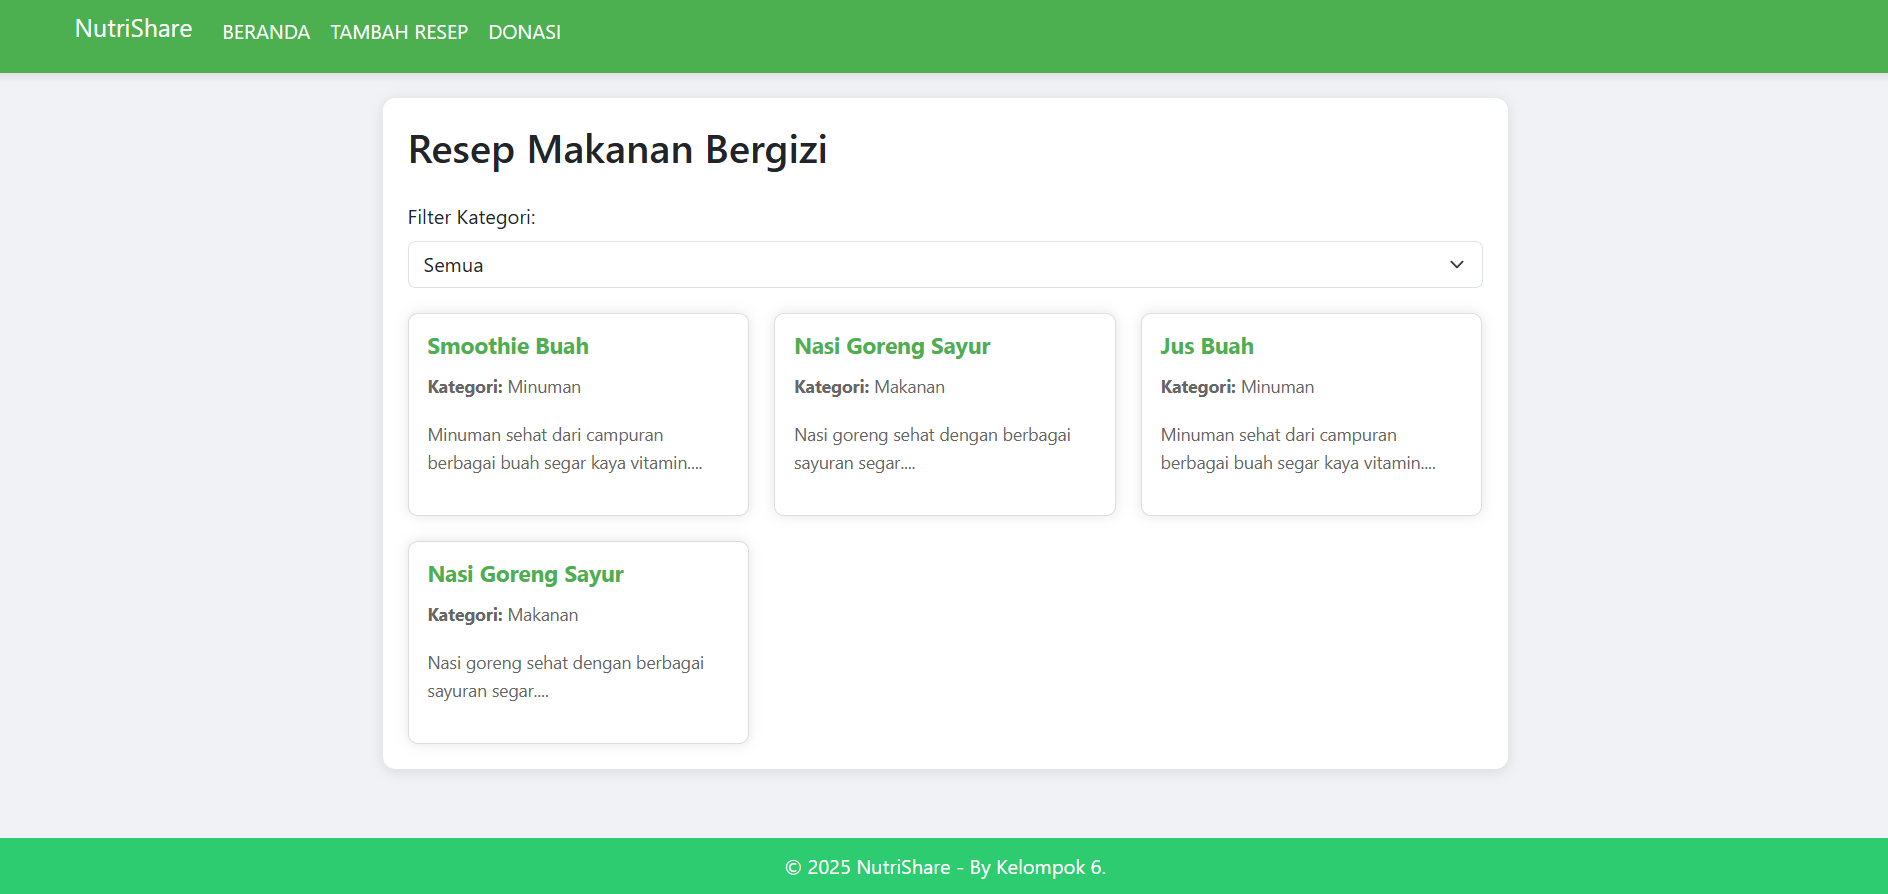 NutriShare BERANDA TAMBAH RESEP DONASI
Resep Makanan Bergizi
Filter Kategori:
Semua
Smoothie Buah
Kategori: Minuman
Minuman sehat dari campuran
berbagai buah segar kaya vitamin....
Nasi Goreng Sayur
Kategori: Makanan
Nasi goreng sehat dengan berbagai
sayuran segar....
Jus Buah
Kategori: Minuman
Minuman sehat dari campuran
berbagai buah segar kaya vitamin....
Nasi Goreng Sayur
Kategori: Makanan
Nasi goreng sehat dengan berbagai
sayuran segar....
© 2025 NutriShare - By Kelompok 6.